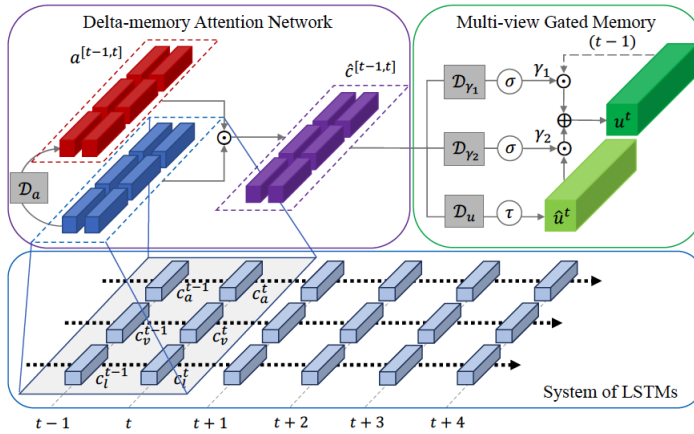 Delta-memory Attention Network
Multi-view Gated Memory
a^{[t−1,t]}
ĉ^{[t−1,t]}
(t − 1)
𝒟_{γ₁} σ γ₁
⊙
⊕
u^t
𝒟_a
⊙
𝒟_{γ₂} σ γ₂
⊙
𝒟_u τ û^t
c_a^{t−1} c_a^t
c_v^{t−1} c_v^t
c_l^{t−1} c_l^t
System of LSTMs
t − 1 t t + 1 t + 2 t + 3 t + 4